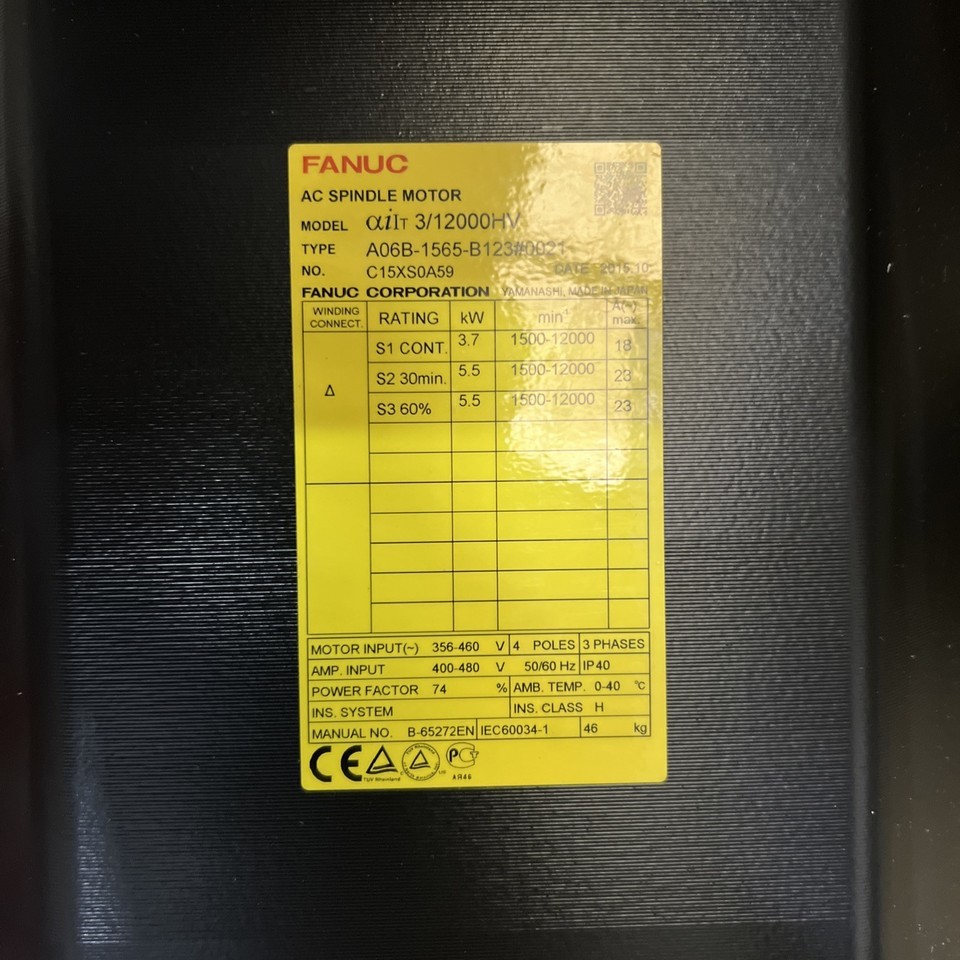 FANUC
AC SPINDLE MOTOR
MODEL αiIT 3/12000HV
TYPE A06B-1565-B123#0021
NO. C15XS0A59 DATE 2015.10
FANUC CORPORATION YAMANASHI, MADE IN JAPAN
WINDING CONNECT. RATING kW min⁻¹ A(~) max.
Δ
S1 CONT. 3.7 1500-12000 18
S2 30min. 5.5 1500-12000 23
S3 60% 5.5 1500-12000 23
MOTOR INPUT(~) 356-460 V 4 POLES 3 PHASES
AMP. INPUT 400-480 V 50/60 Hz IP40
POWER FACTOR 74 % AMB. TEMP. 0-40 ℃
INS. SYSTEM INS. CLASS H
MANUAL NO. B-65272EN IEC60034-1 46 kg
CE TUV Rheinland C US PCT
AR46